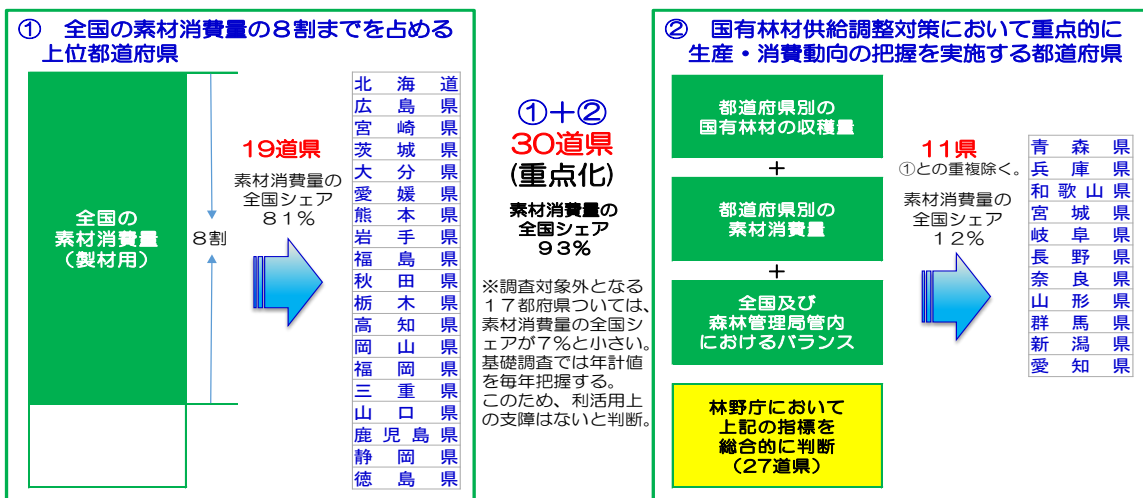 ① 全国の素材消費量の8割までを占める
上位都道府県
全国の
素材消費量
（製材用）
8割
19道県
素材消費量の
全国シェア
８１％
北海道
広島県
宮崎県
茨城県
大分県
愛媛県
熊本県
岩手県
福島県
秋田県
栃木県
高知県
岡山県
福岡県
三重県
山口県
鹿児島県
静岡県
徳島県
①＋②
30道県
(重点化)
素材消費量の
全国シェア
９３％
※調査対象外となる
１７都府県ついては、
素材消費量の全国シ
ェアが７％と小さい。
基礎調査では年計値
を毎年把握する。
このため、利活用上
の支障はないと判断。
② 国有林材供給調整対策において重点的に
生産・消費動向の把握を実施する都道府県
都道府県別の
国有林材の収穫量
＋
都道府県別の
素材消費量
＋
全国及び
森林管理局管内
におけるバランス
林野庁において
上記の指標を
総合的に判断
（27道県）
11県
①との重複除く。
素材消費量の
全国シェア
１２％
青森県
兵庫県
和歌山県
宮城県
岐阜県
長野県
奈良県
山形県
群馬県
新潟県
愛知県